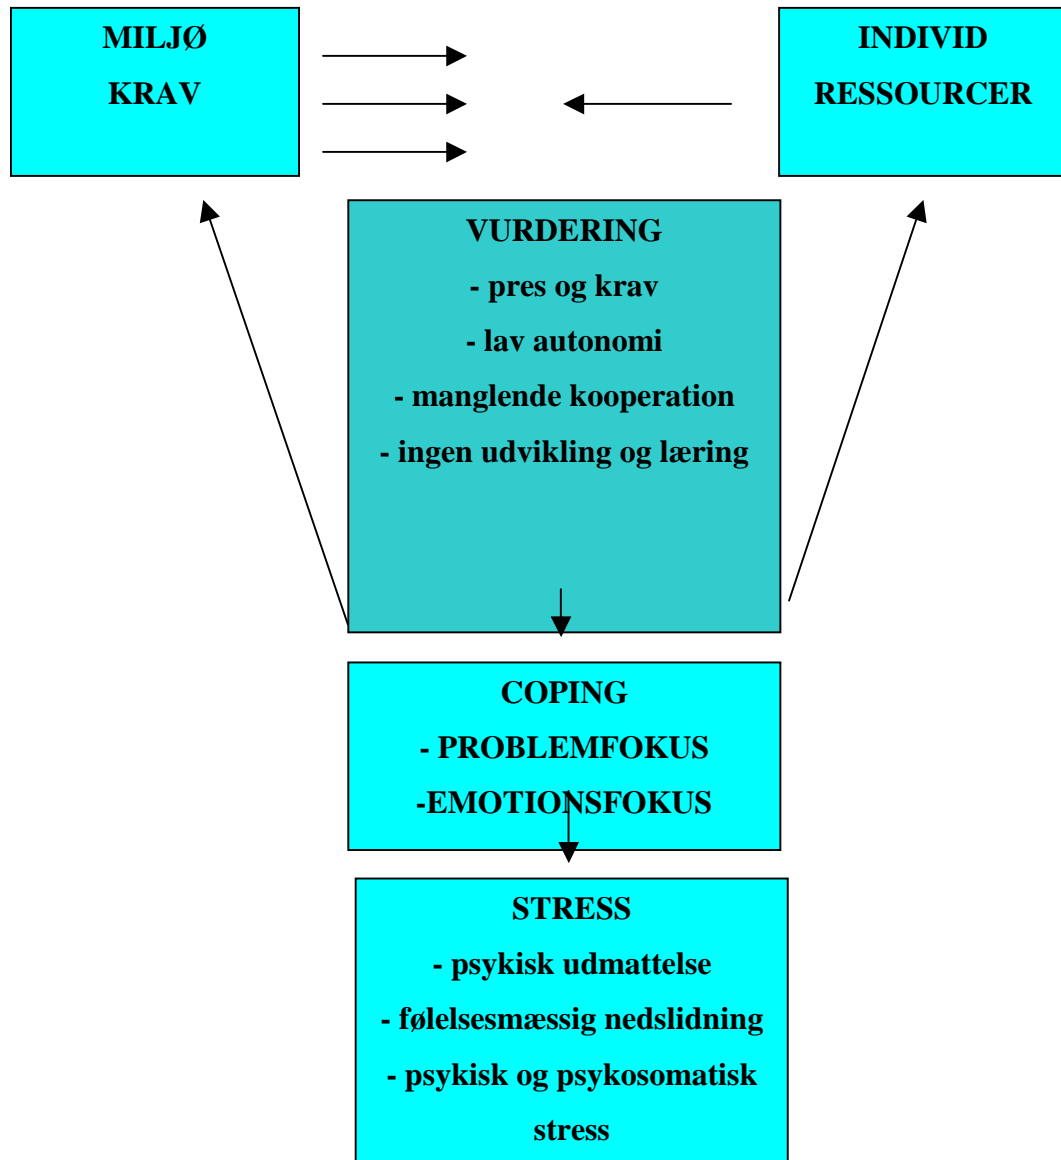 MILJØ
KRAV
INDIVID
RESSOURCER
VURDERING
- pres og krav
- lav autonomi
- manglende kooperation
- ingen udvikling og læring
COPING
- PROBLEMFOKUS
-EMOTIONSFOKUS
STRESS
- psykisk udmattelse
- følelsesmæssig nedslidning
- psykisk og psykosomatisk
stress